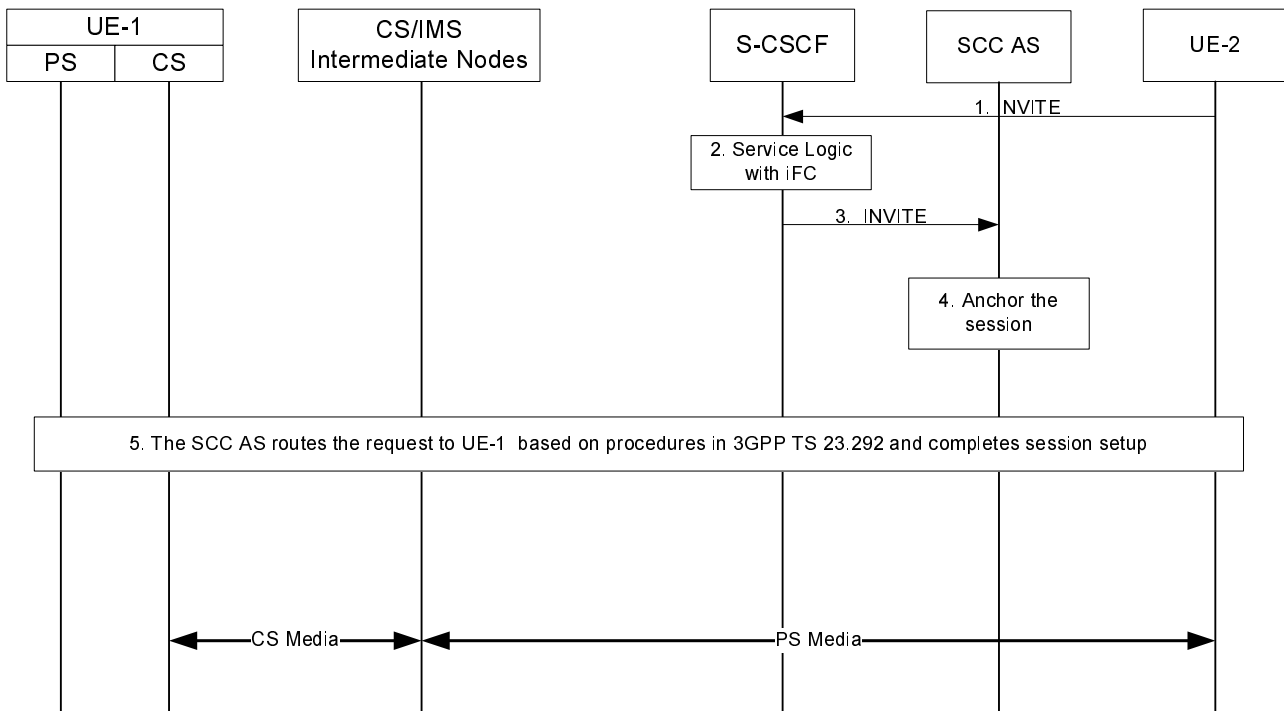 UE-1
PS
CS
CS/IMS
Intermediate Nodes
S-CSCF
SCC AS
UE-2
1. INVITE
2. Service Logic
with iFC
3. INVITE
4. Anchor the
session
5. The SCC AS routes the request to UE-1 based on procedures in 3GPP TS 23.292 and completes session setup
CS Media
PS Media